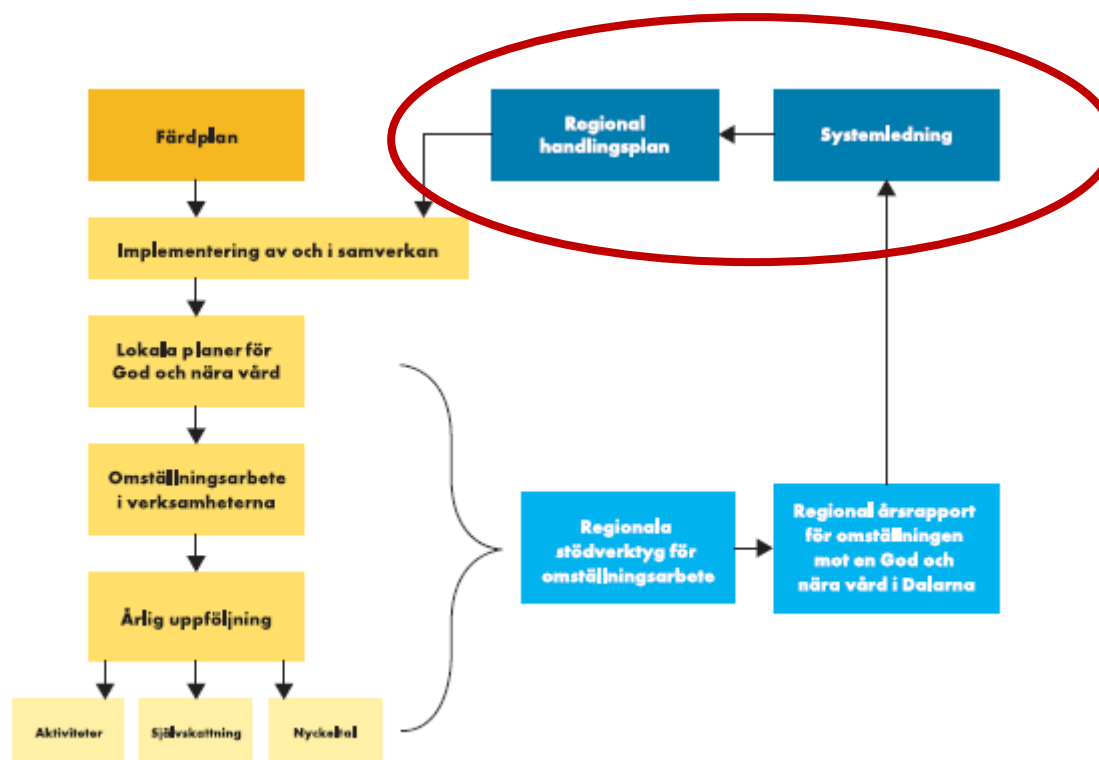 Färdplan
Regional
handlingsplan
Systemledning
Implementering av och i samverkan
Lokala planer för
God och nära vård
Omställningsarbete
i verksamheterna
Regionala
stödverktyg för
omställningsarbete
Regional årsrapport
för omställningen
mot en God och
nära vård i Dalarna
Årlig uppföljning
Aktiviteter
Självskattning
Nyckeltal